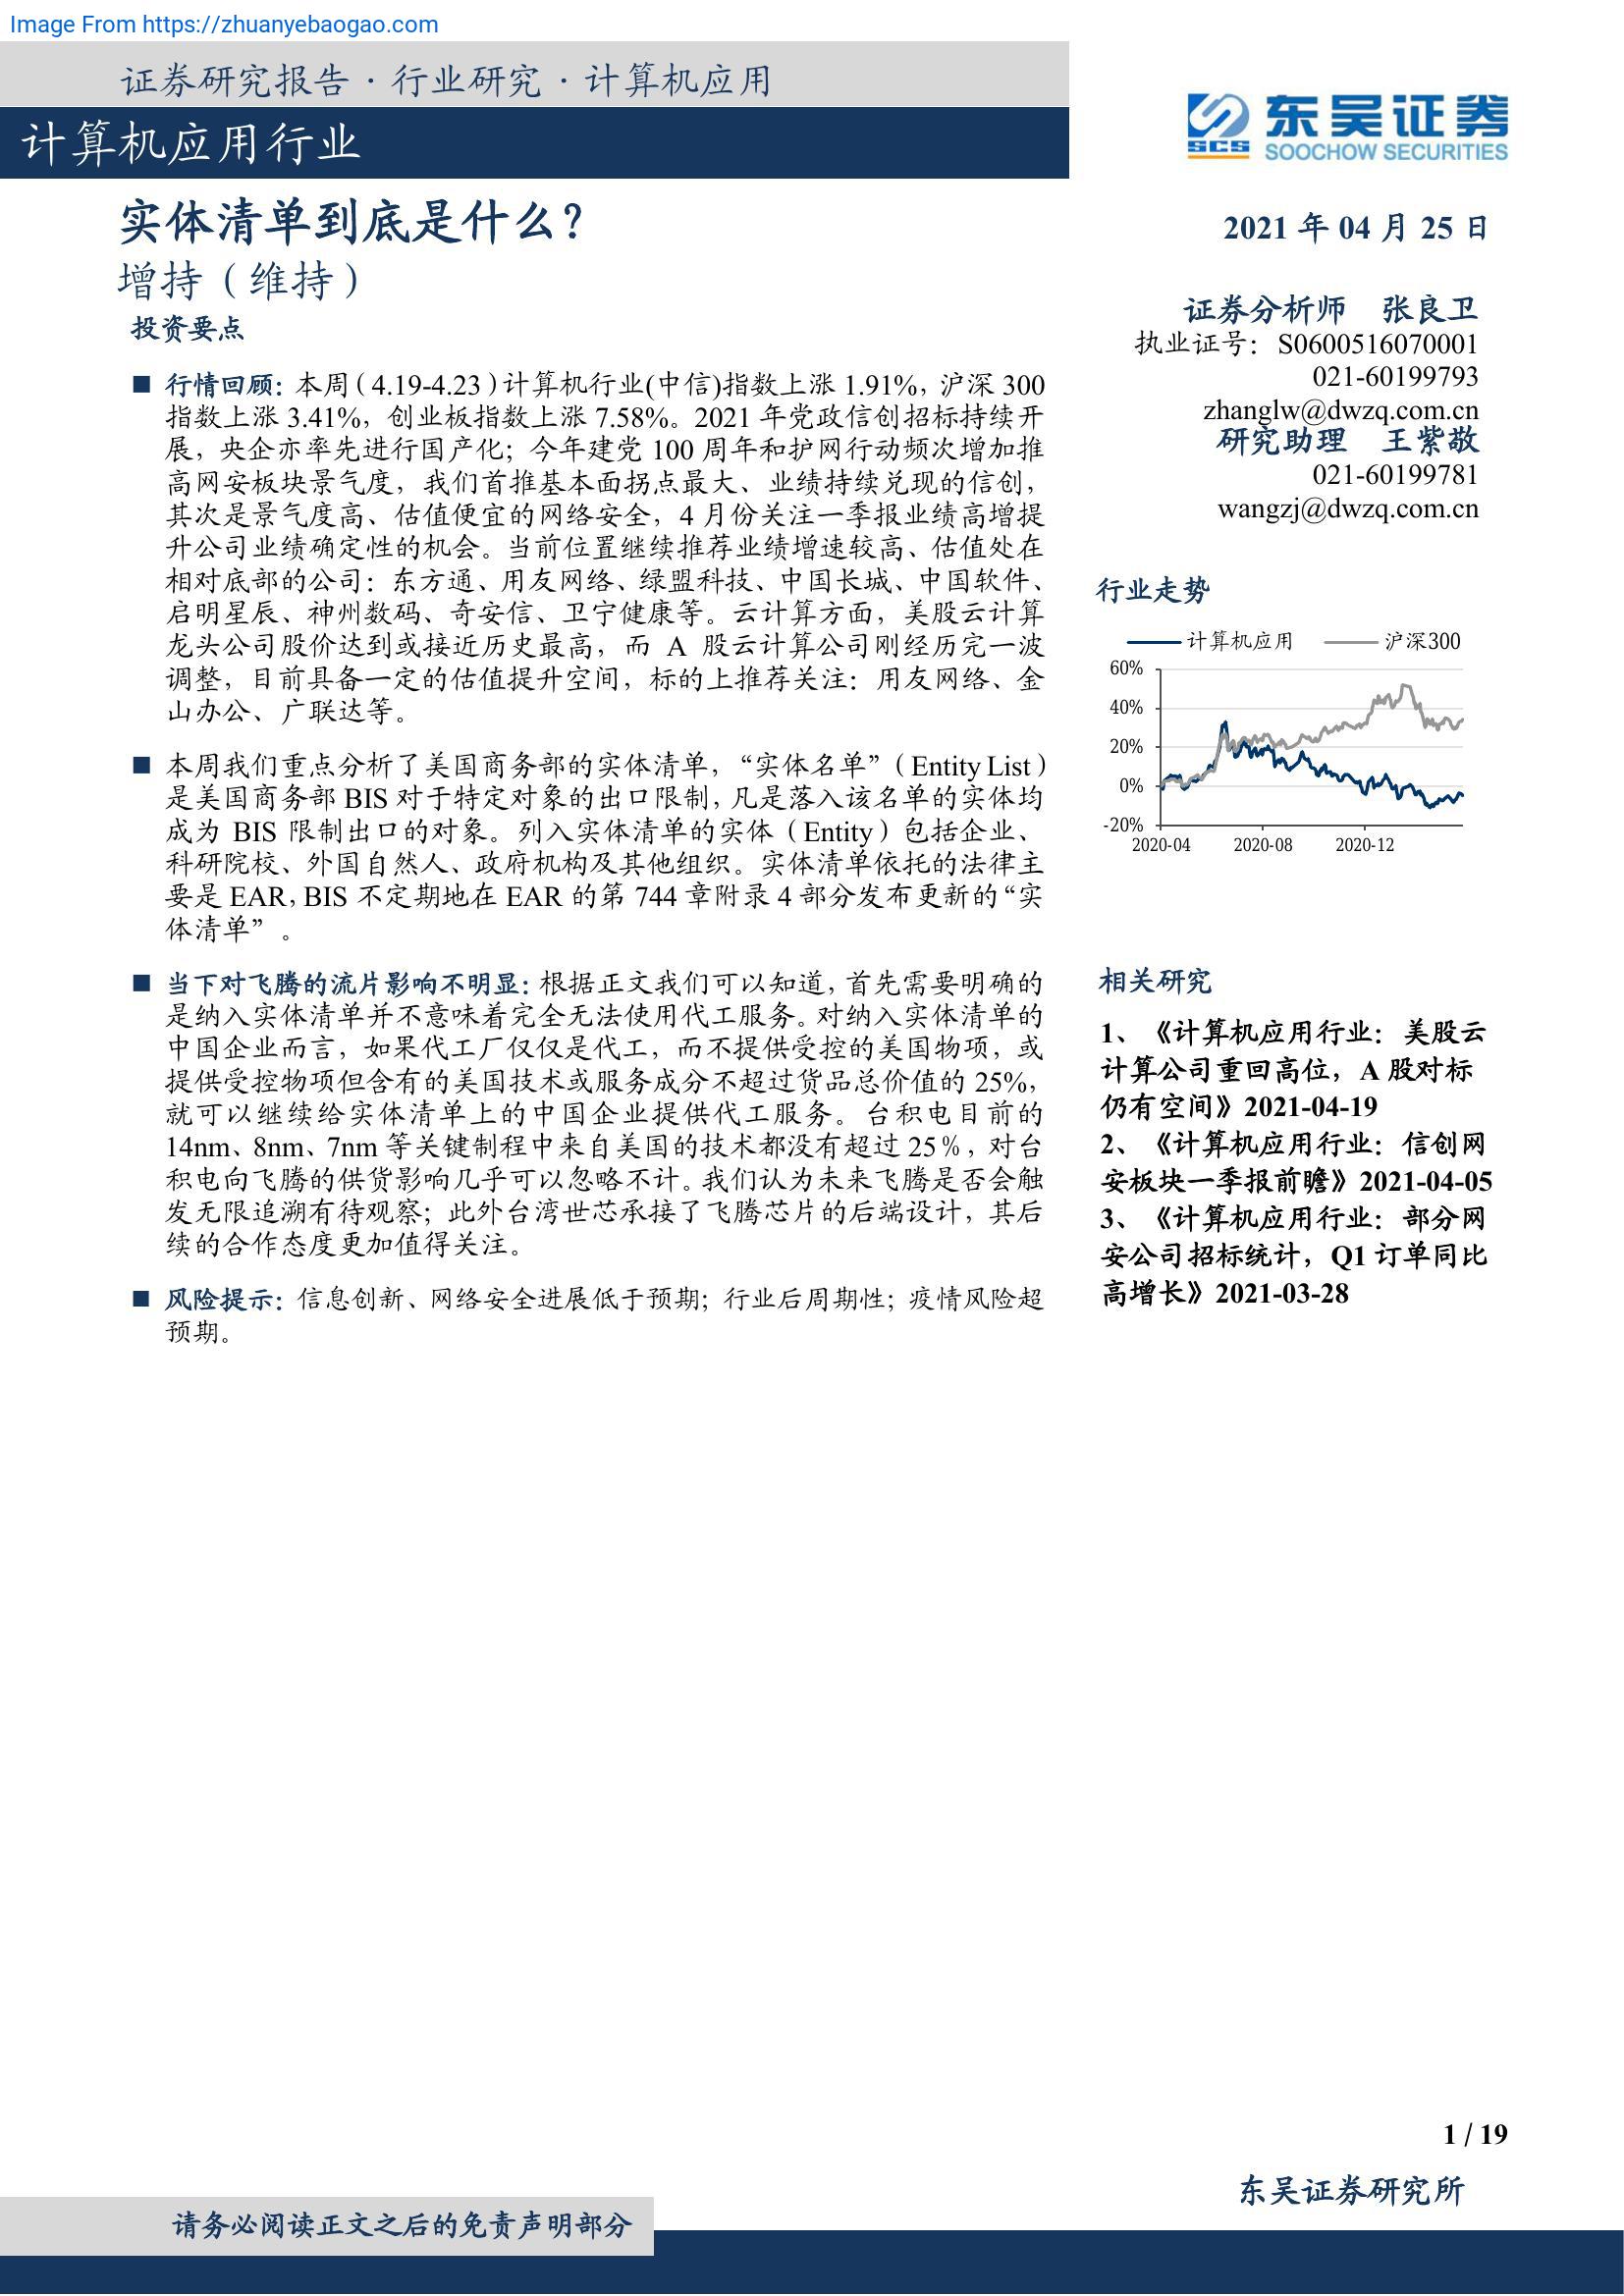 Image From https://zhuanyebaogao.com
证券研究报告·行业研究·计算机应用
计算机应用行业
东吴证券
SCS
SOOCHOW SECURITIES
实体清单到底是什么？
增持（维持）
投资要点
■ 行情回顾：本周（4.19-4.23）计算机行业(中信)指数上涨 1.91%，沪深 300
指数上涨 3.41%，创业板指数上涨 7.58%。2021 年党政信创招标持续开
展，央企亦率先进行国产化；今年建党 100 周年和护网行动频次增加推
高网安板块景气度，我们首推基本面拐点最大、业绩持续兑现的信创，
其次是景气度高、估值便宜的网络安全，4 月份关注一季报业绩高增提
升公司业绩确定性的机会。当前位置继续推荐业绩增速较高、估值处在
相对底部的公司：东方通、用友网络、绿盟科技、中国长城、中国软件、
启明星辰、神州数码、奇安信、卫宁健康等。云计算方面，美股云计算
龙头公司股价达到或接近历史最高，而 A 股云计算公司刚经历完一波
调整，目前具备一定的估值提升空间，标的上推荐关注：用友网络、金
山办公、广联达等。
■ 本周我们重点分析了美国商务部的实体清单，“实体名单”（Entity List）
是美国商务部 BIS 对于特定对象的出口限制，凡是落入该名单的实体均
成为 BIS 限制出口的对象。列入实体清单的实体（Entity）包括企业、
科研院校、外国自然人、政府机构及其他组织。实体清单依托的法律主
要是 EAR，BIS 不定期地在 EAR 的第 744 章附录 4 部分发布更新的“实
体清单”。
■ 当下对飞腾的流片影响不明显：根据正文我们可以知道，首先需要明确的
是纳入实体清单并不意味着完全无法使用代工服务。对纳入实体清单的
中国企业而言，如果代工厂仅仅是代工，而不提供受控的美国物项，或
提供受控物项但含有的美国技术或服务成分不超过货品总价值的 25%，
就可以继续给实体清单上的中国企业提供代工服务。台积电目前的
14nm、8nm、7nm 等关键制程中来自美国的技术都没有超过 25％，对台
积电向飞腾的供货影响几乎可以忽略不计。我们认为未来飞腾是否会触
发无限追溯有待观察；此外台湾世芯承接了飞腾芯片的后端设计，其后
续的合作态度更加值得关注。
■ 风险提示：信息创新、网络安全进展低于预期；行业后周期性；疫情风险超
预期。
2021 年 04 月 25 日
证券分析师 张良卫
执业证号：S0600516070001
021-60199793
zhanglw@dwzq.com.cn
研究助理 王紫敬
021-60199781
wangzj@dwzq.com.cn
行业走势
计算机应用 沪深300
60%
40%
20%
0%
-20%
2020-04 2020-08 2020-12
相关研究
1、《计算机应用行业：美股云
计算公司重回高位，A 股对标
仍有空间》2021-04-19
2、《计算机应用行业：信创网
安板块一季报前瞻》2021-04-05
3、《计算机应用行业：部分网
安公司招标统计，Q1 订单同比
高增长》2021-03-28
1 / 19
东吴证券研究所
请务必阅读正文之后的免责声明部分